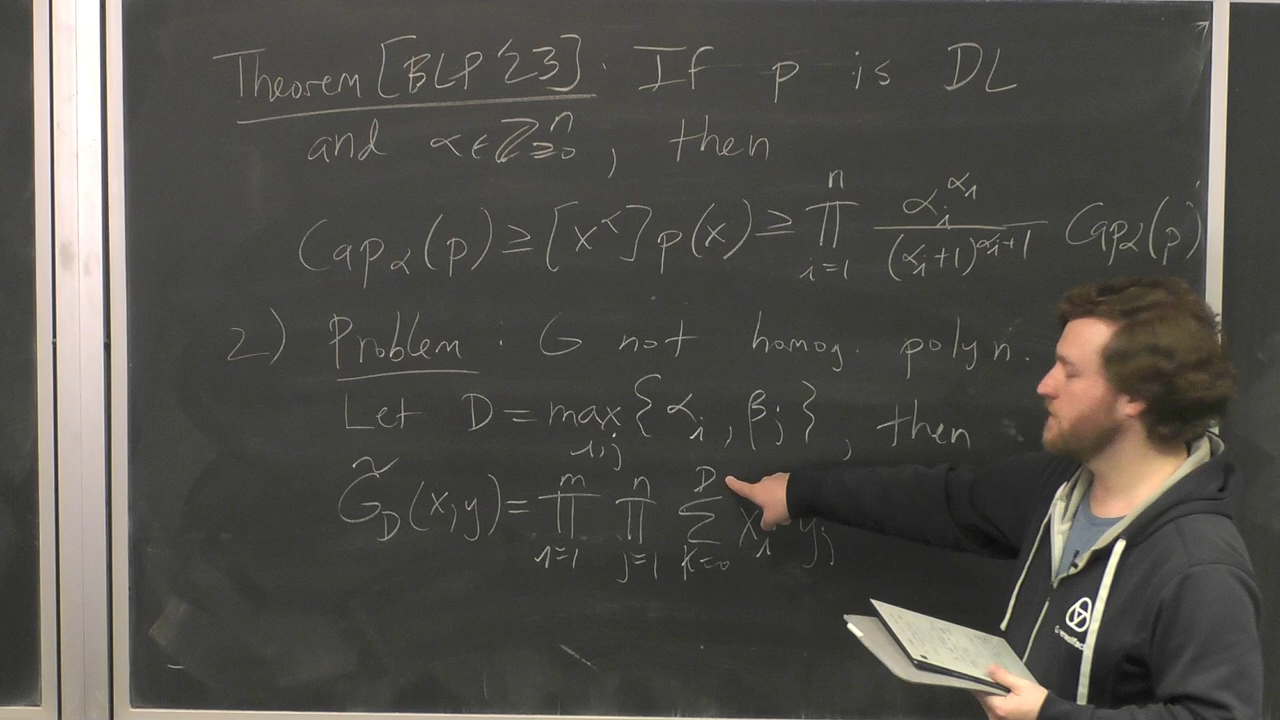 Theorem [BLP'23]. If p is DL
and α ∈ ℤ≥0^n, then
Cap_α(p) ≥ [x^α] p(x) ≥ ∏_{i=1}^{n} α_i^{α_i} / (α_i+1)^{α_i+1} Cap_α(p)
2) Problem. G not homog. polyn.
Let D = max_{i,j} {α_i, β_j}, then
G̃_D(x,y) = ∏_{i=1}^{m} ∏_{j=1}^{n} ∑_{k=0}^{D} x_i y_j